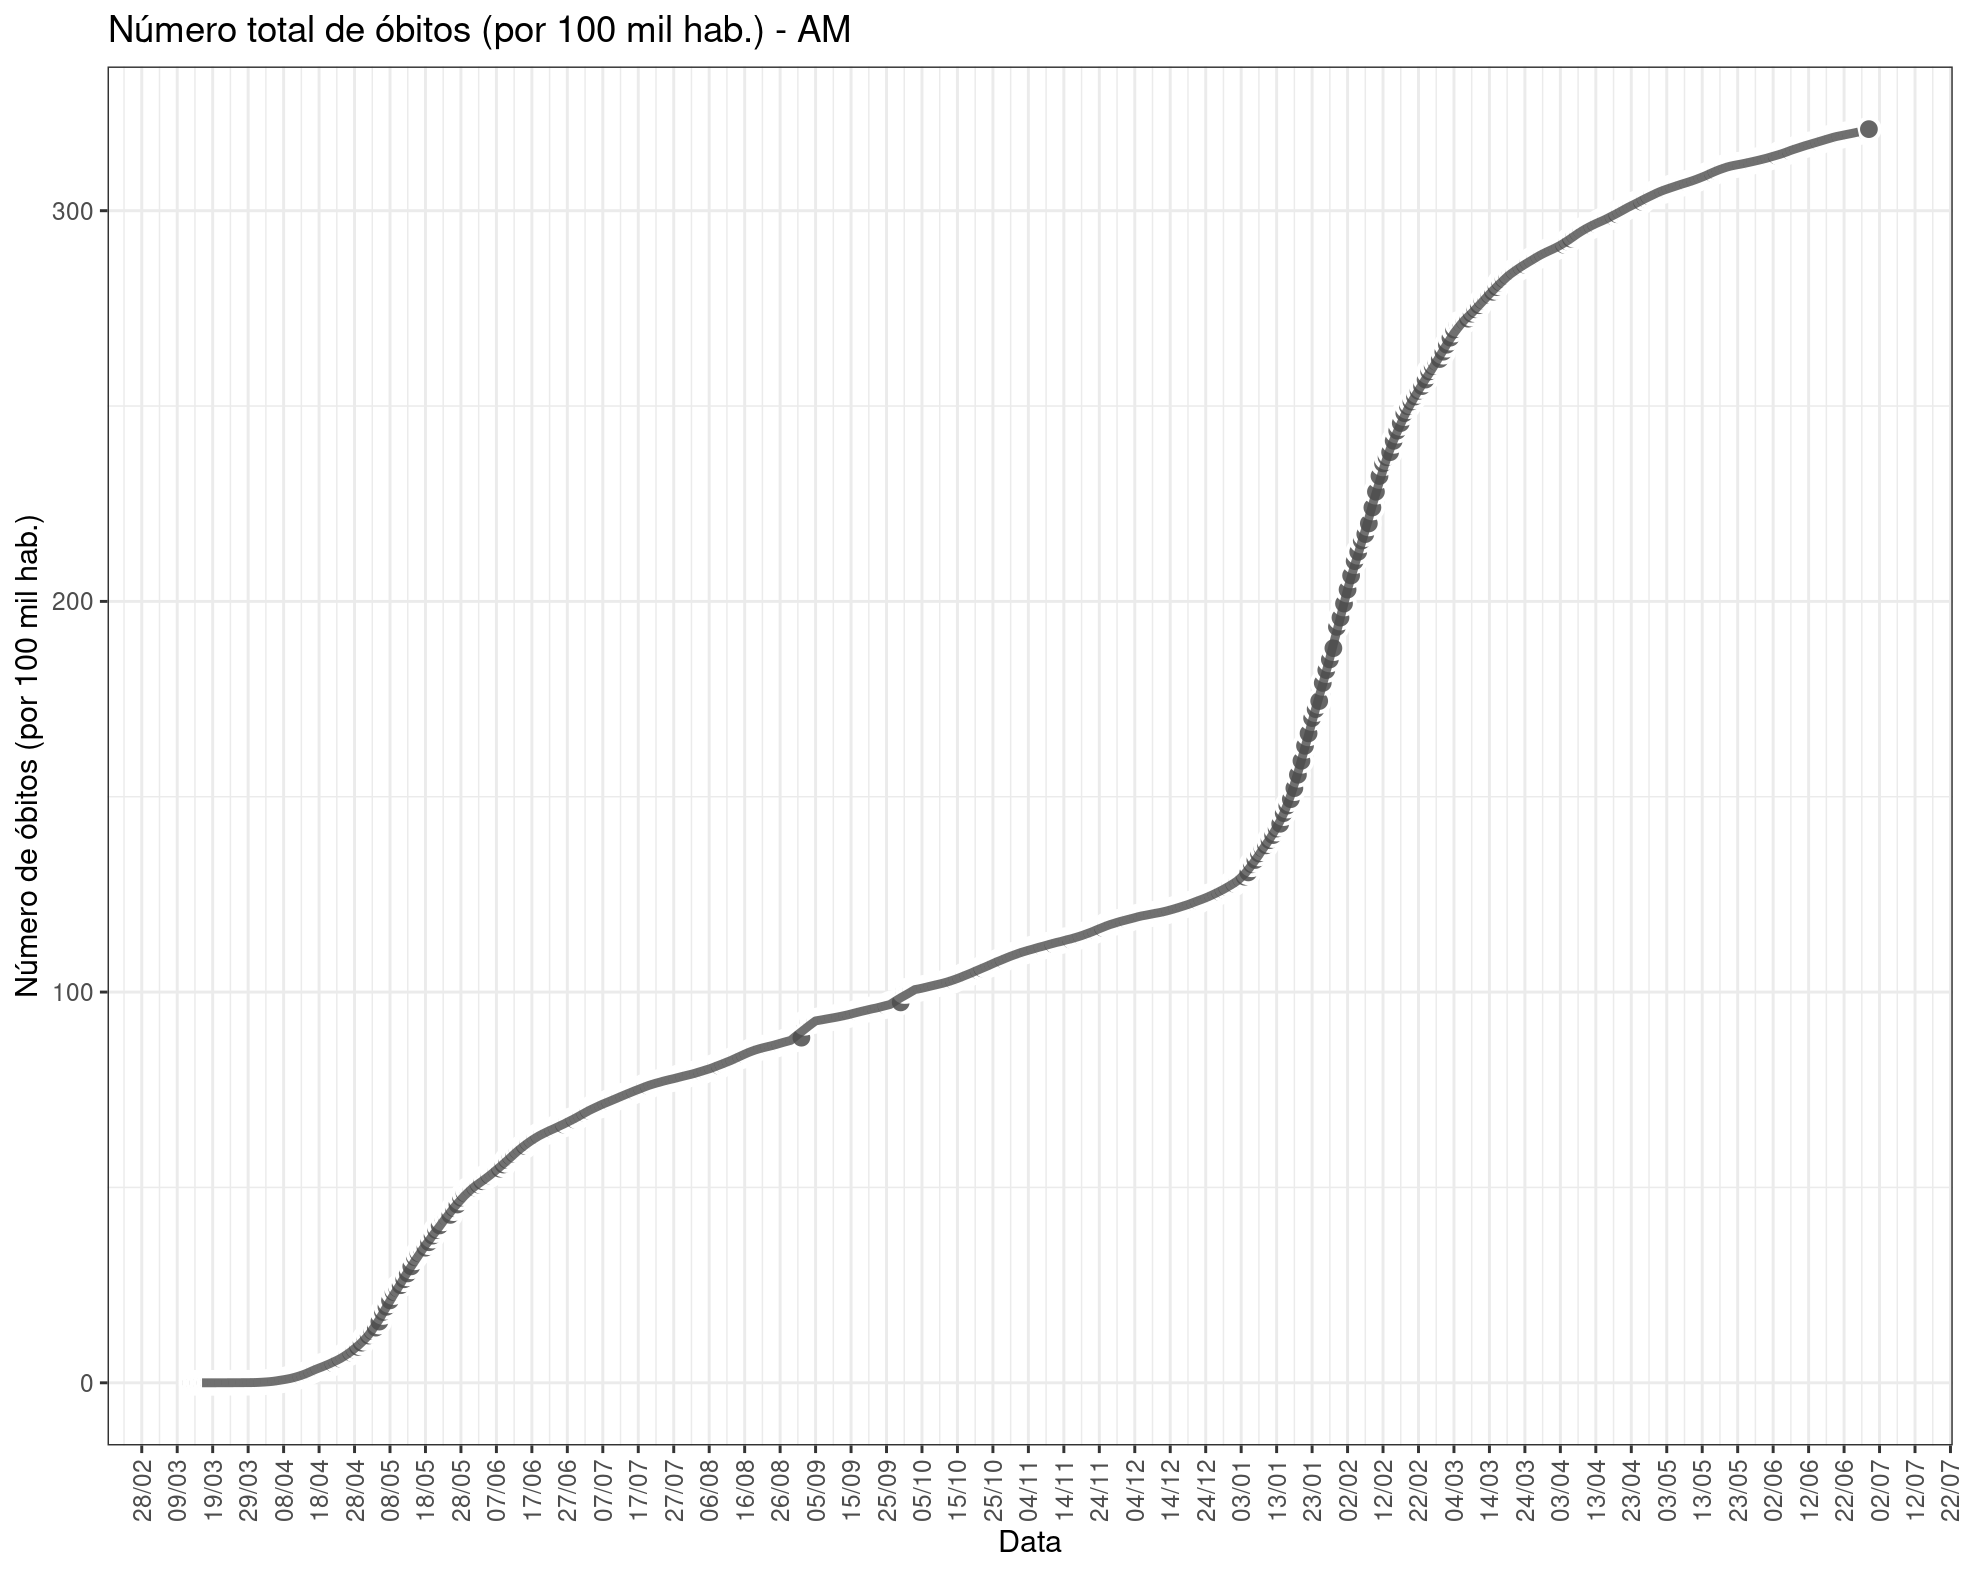 Número total de óbitos (por 100 mil hab.) - AM
Número de óbitos (por 100 mil hab.)
300
200
100
0
28/02 09/03 19/03 29/03 08/04 18/04 28/04 08/05 18/05 28/05 07/06 17/06 27/06 07/07 17/07 27/07 06/08 16/08 26/08 05/09 15/09 25/09 05/10 15/10 25/10 04/11 14/11 24/11 04/12 14/12 24/12 03/01 13/01 23/01 02/02 12/02 22/02 04/03 14/03 24/03 03/04 13/04 23/04 03/05 13/05 23/05 02/06 12/06 22/06 02/07 12/07 22/07
Data